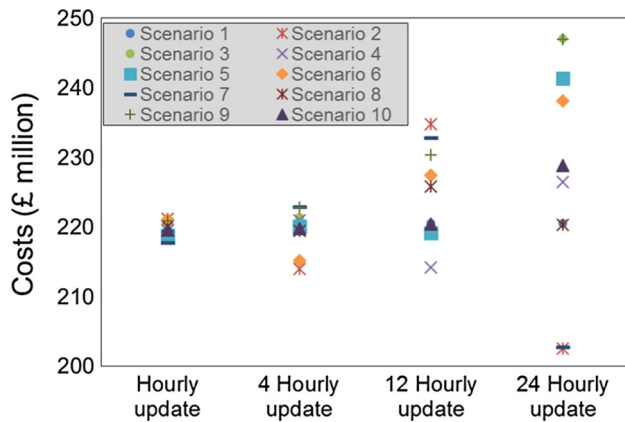 250
240
230
220
210
200
Costs (£ million)
Scenario 1 Scenario 2
Scenario 3 Scenario 4
Scenario 5 Scenario 6
Scenario 7 Scenario 8
Scenario 9 Scenario 10
Hourly update
4 Hourly update
12 Hourly update
24 Hourly update